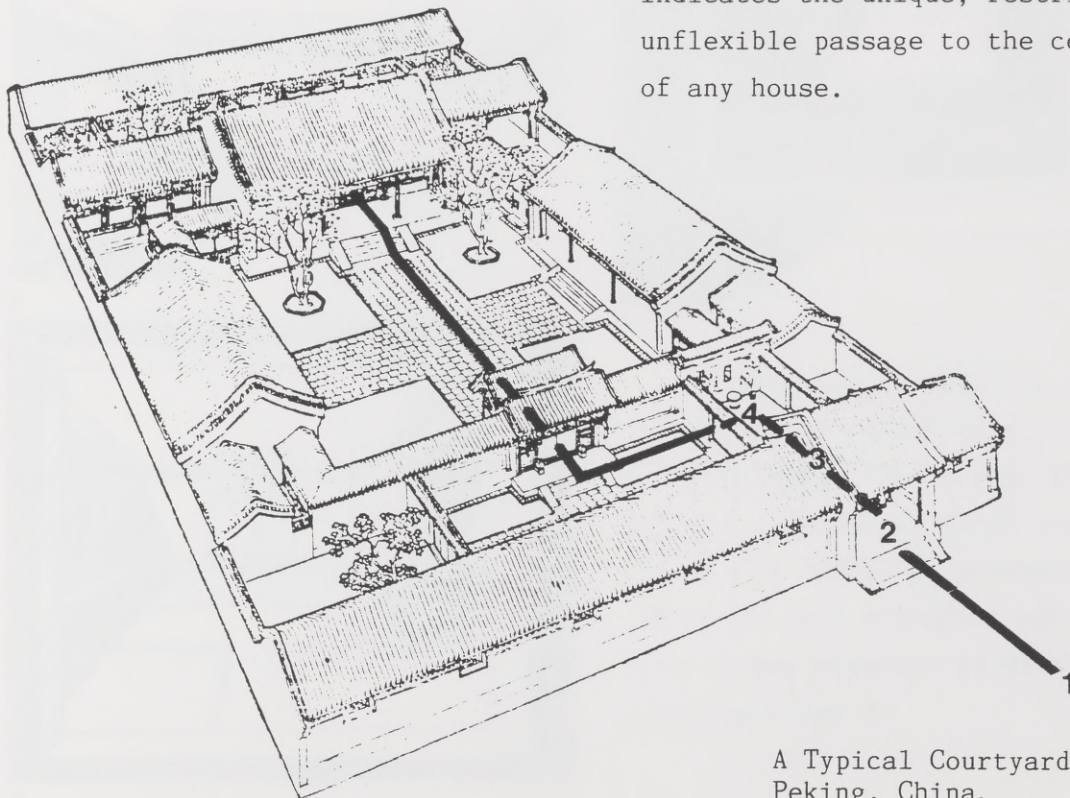 indicates the unique,
unflexible passage to the
of any house.
4
3
2
1
A Typical Courtyard
Peking, China.